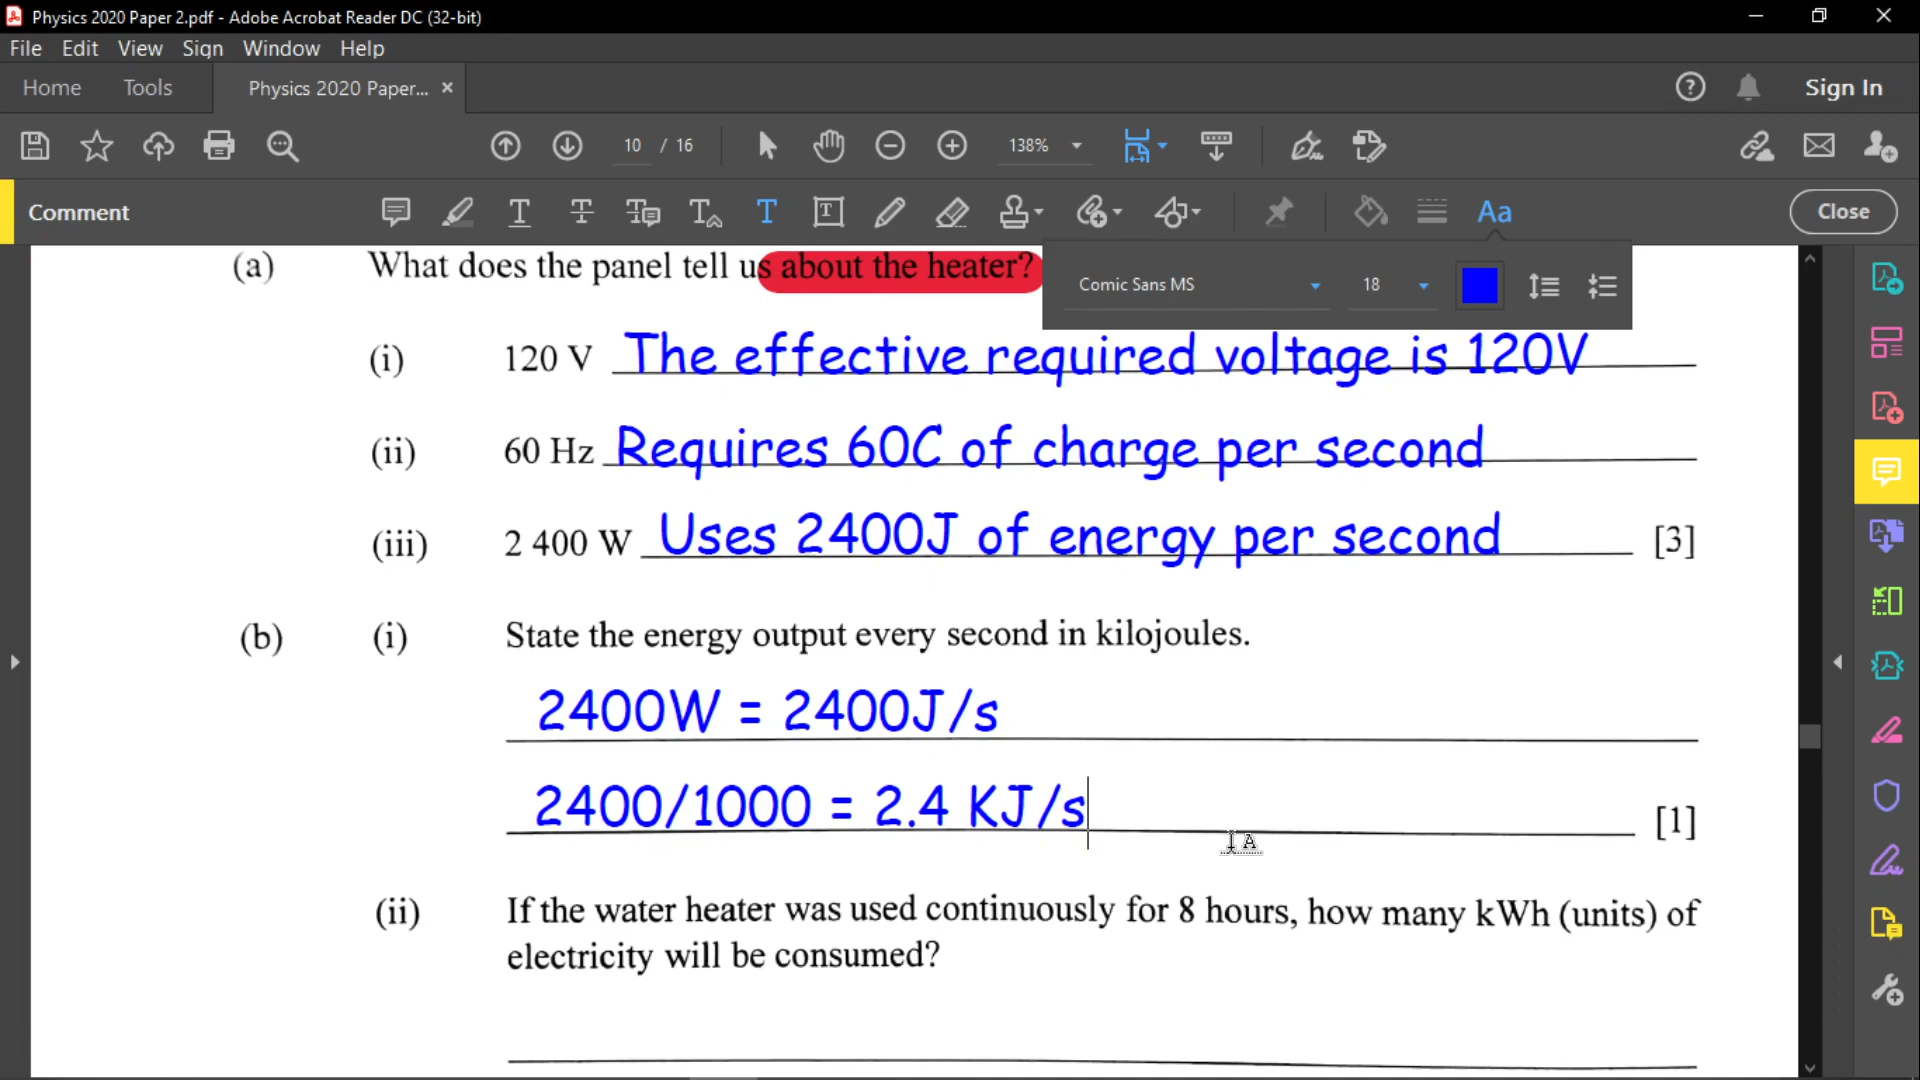 Physics 2020 Paper 2.pdf - Adobe Acrobat Reader DC (32-bit)
File Edit View Sign Window Help
Home Tools Physics 2020 Paper... × Sign In
10 / 16 138%
Comment Close
Comic Sans MS 18
(a) What does the panel tell us about the heater?
(i) 120 V The effective required voltage is 120V
(ii) 60 Hz Requires 60C of charge per second
(iii) 2 400 W Uses 2400J of energy per second [3]
(b) (i) State the energy output every second in kilojoules.
2400W = 2400J/s
2400/1000 = 2.4 KJ/s [1]
(ii) If the water heater was used continuously for 8 hours, how many kWh (units) of
electricity will be consumed?